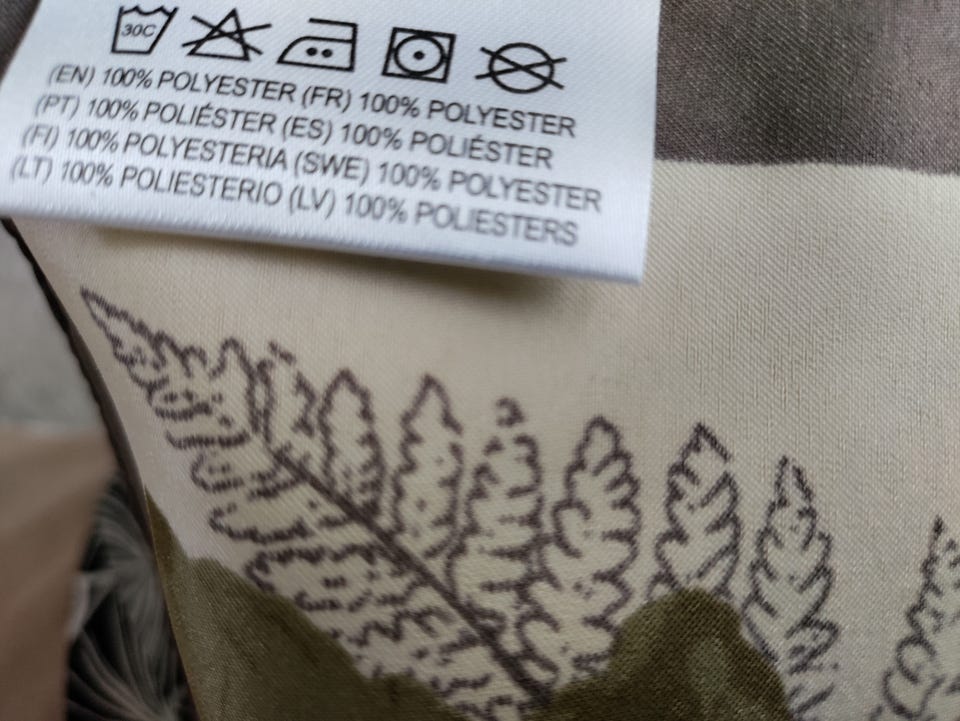 30C
(EN) 100% POLYESTER (FR) 100% POLYESTER
(PT) 100% POLIÉSTER (ES) 100% POLIÉSTER
(FI) 100% POLYESTERIA (SWE) 100% POLYESTER
(LT) 100% POLIESTERIO (LV) 100% POLIESTERS